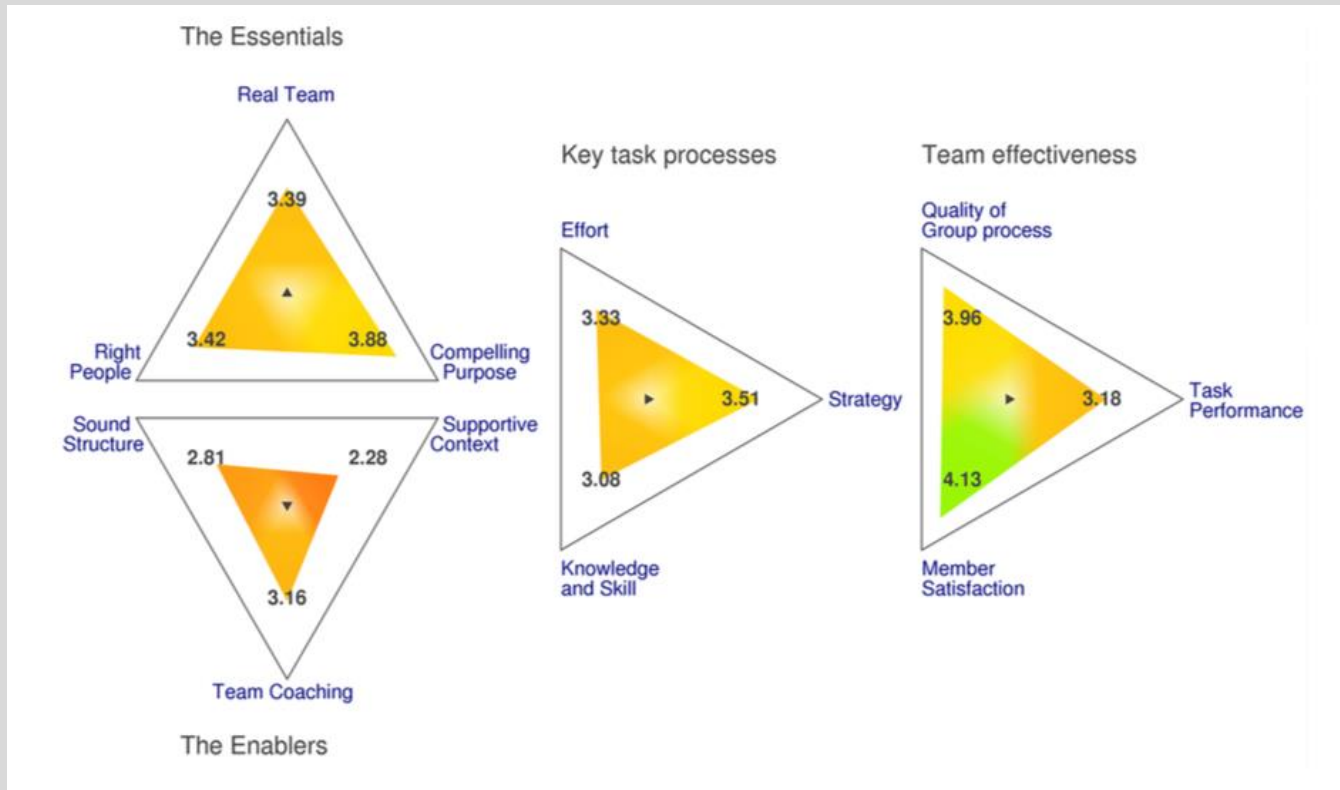 The Essentials
Real Team
3.39
3.42
3.88
Right
People
Compelling
Purpose
Sound
Structure
Supportive
Context
2.81
2.28
3.16
Team Coaching
The Enablers
Key task processes
Effort
3.33
3.51
Strategy
3.08
Knowledge
and Skill
Team effectiveness
Quality of
Group process
3.96
3.18
Task
Performance
4.13
Member
Satisfaction